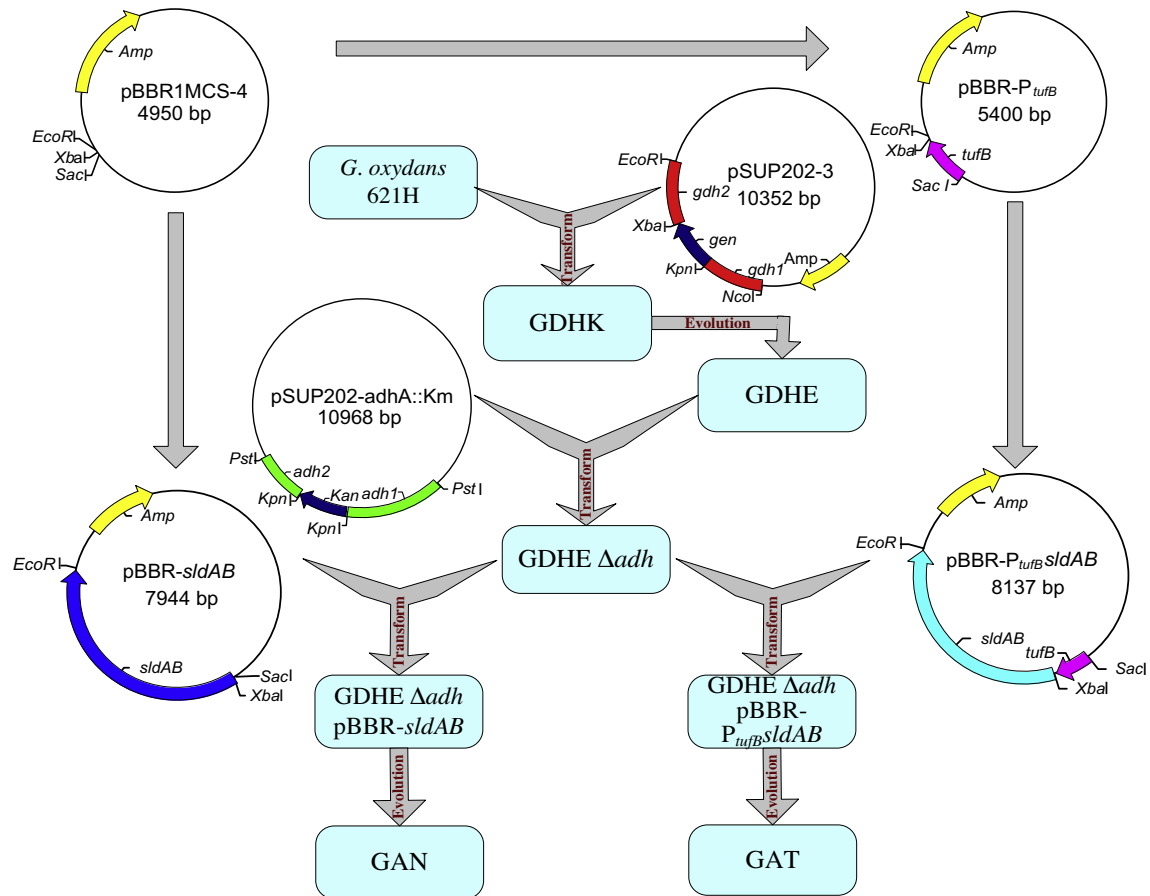 Amp
pBBR1MCS-4
4950 bp
EcoRI
XbaI
SacI
Amp
pBBR-PtufB
5400 bp
EcoRI
XbaI
tufB
Sac I
G. oxydans
621H
EcoRI
pSUP202-3
10352 bp
gdh2
XbaI
gen
Amp
KpnI
gdh1
NcoI
Transform
GDHK
Evolution
GDHE
pSUP202-adhA::Km
10968 bp
PstI
adh2
Kan
adh1
PstI
KpnI
KpnI
Transform
GDHE Δadh
Amp
EcoRI
pBBR-sldAB
7944 bp
sldAB
SacI
XbaI
Amp
EcoRI
pBBR-PtufBsldAB
8137 bp
sldAB
tufB
SacI
XbaI
Transform
Transform
GDHE Δadh
pBBR-sldAB
GDHE Δadh
pBBR-
PtufBsldAB
Evolution
Evolution
GAN
GAT